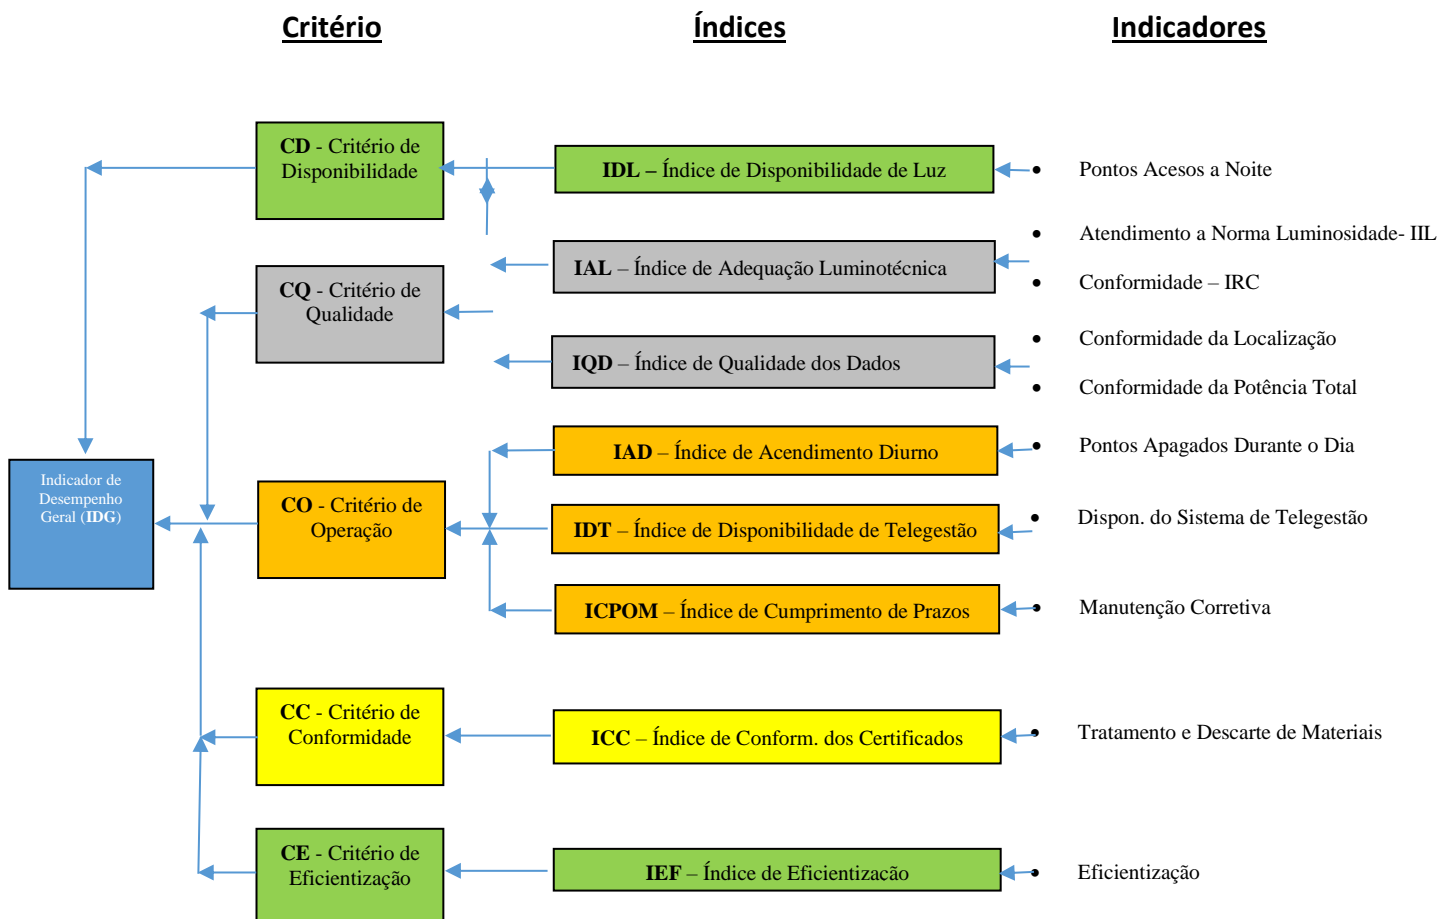 Critério
Índices
Indicadores
CD - Critério de
Disponibilidade
IDL – Índice de Disponibilidade de Luz
• Pontos Acesos a Noite
• Atendimento a Norma Luminosidade- IIL
IAL – Índice de Adequação Luminotécnica
• Conformidade – IRC
CQ - Critério de
Qualidade
• Conformidade da Localização
IQD – Índice de Qualidade dos Dados
• Conformidade da Potência Total
IAD – Índice de Acendimento Diurno
• Pontos Apagados Durante o Dia
Indicador de
Desempenho
Geral (IDG)
CO - Critério de
Operação
IDT – Índice de Disponibilidade de Telegestão
• Dispon. do Sistema de Telegestão
ICPOM – Índice de Cumprimento de Prazos
• Manutenção Corretiva
CC - Critério de
Conformidade
ICC – Índice de Conform. dos Certificados
• Tratamento e Descarte de Materiais
CE - Critério de
Eficientização
IEF – Índice de Eficientização
• Eficientização